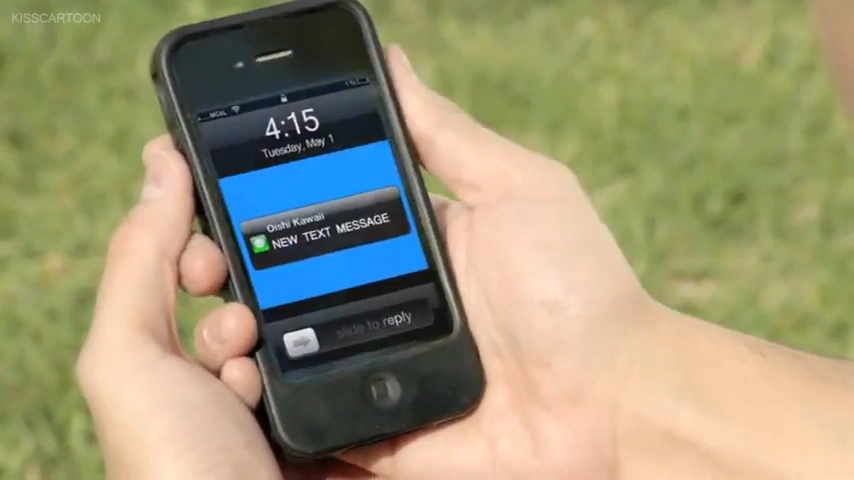 KISSCARTOON
4:15
Tuesday, May 1
Oishi Kawaii
NEW TEXT MESSAGE
slide to reply